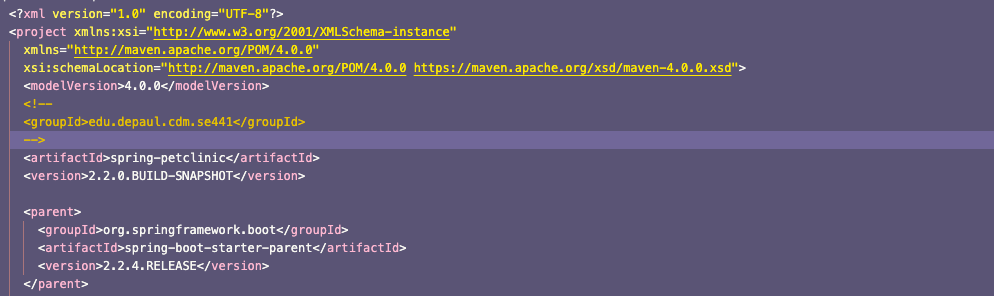 <?xml version="1.0" encoding="UTF-8"?>
<project xmlns:xsi="http://www.w3.org/2001/XMLSchema-instance"
  xmlns="http://maven.apache.org/POM/4.0.0"
  xsi:schemaLocation="http://maven.apache.org/POM/4.0.0 https://maven.apache.org/xsd/maven-4.0.0.xsd">
  <modelVersion>4.0.0</modelVersion>
  <!--
  <groupId>edu.depaul.cdm.se441</groupId>
  -->
  <artifactId>spring-petclinic</artifactId>
  <version>2.2.0.BUILD-SNAPSHOT</version>

  <parent>
    <groupId>org.springframework.boot</groupId>
    <artifactId>spring-boot-starter-parent</artifactId>
    <version>2.2.4.RELEASE</version>
  </parent>